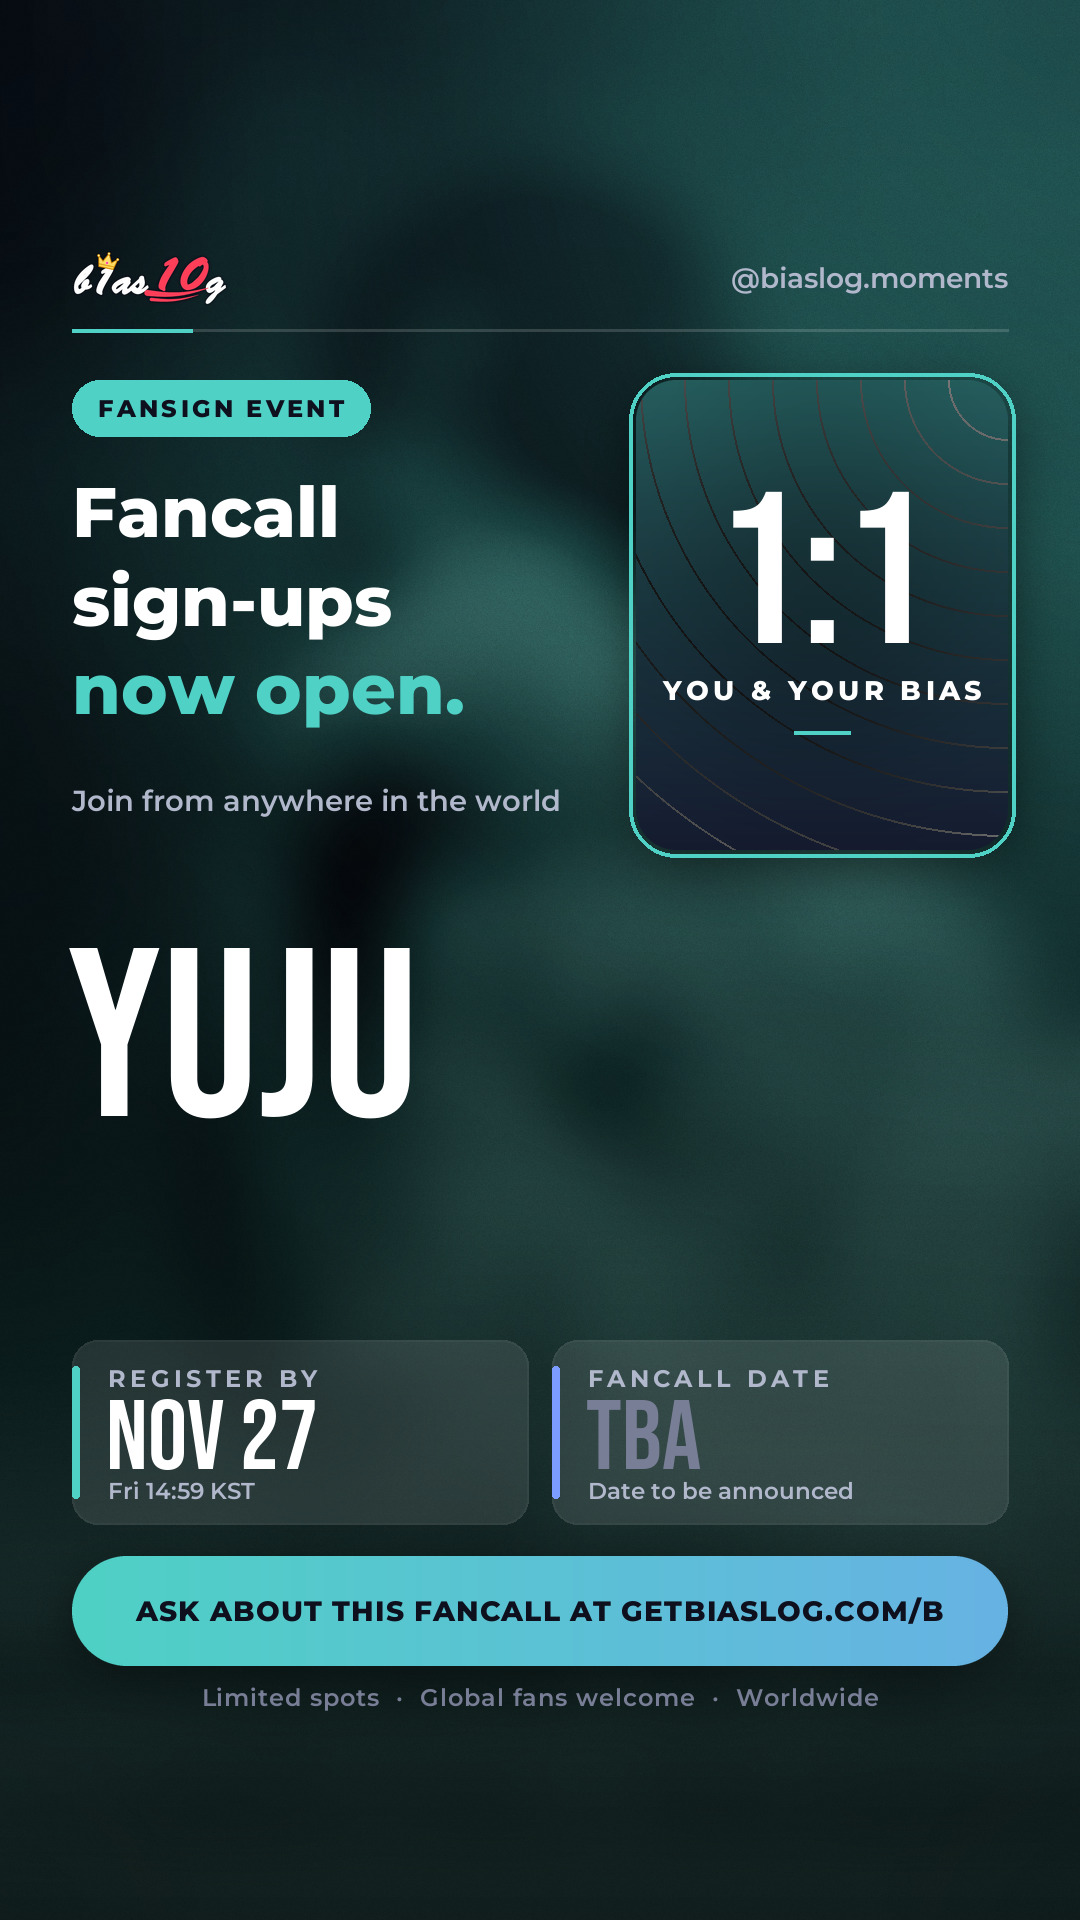 b1as10g
@biaslog.moments
FANSIGN EVENT
Fancall
sign-ups
now open.
Join from anywhere in the world
1:1
YOU & YOUR BIAS
YUJU
REGISTER BY
NOV 27
Fri 14:59 KST
FANCALL DATE
TBA
Date to be announced
ASK ABOUT THIS FANCALL AT GETBIASLOG.COM/B
Limited spots · Global fans welcome · Worldwide